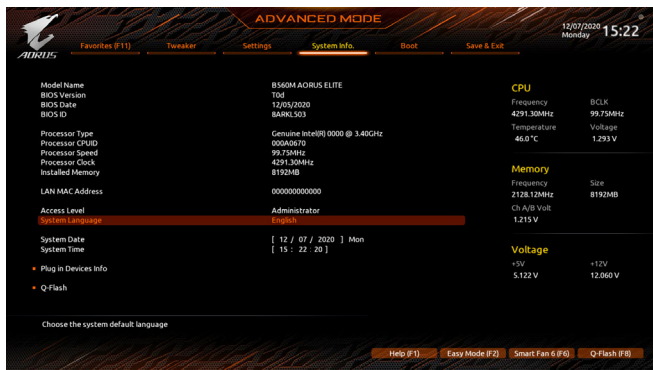 ADVANCED MODE
12/07/2020 Monday 15:22
AORUS
Favorites (F11) Tweaker Settings System Info. Boot Save & Exit
Model Name B560M AORUS ELITE
BIOS Version T0d
BIOS Date 12/05/2020
BIOS ID 8ARKL503
Processor Type Genuine Intel(R) 0000 @ 3.40GHz
Processor CPUID 000A0670
Processor Speed 99.75MHz
Processor Clock 4291.30MHz
Installed Memory 8192MB
LAN MAC Address 000000000000
Access Level Administrator
System Language English
System Date [ 12 / 07 / 2020 ] Mon
System Time [ 15 : 22 : 20 ]
Plug in Devices Info
Q-Flash
CPU
Frequency BCLK
4291.30MHz 99.75MHz
Temperature Voltage
46.0 °C 1.293 V
Memory
Frequency Size
2128.12MHz 8192MB
Ch A/B Volt
1.215 V
Voltage
+5V +12V
5.122 V 12.060 V
Choose the system default language
Help (F1) Easy Mode (F2) Smart Fan 6 (F6) Q-Flash (F8)